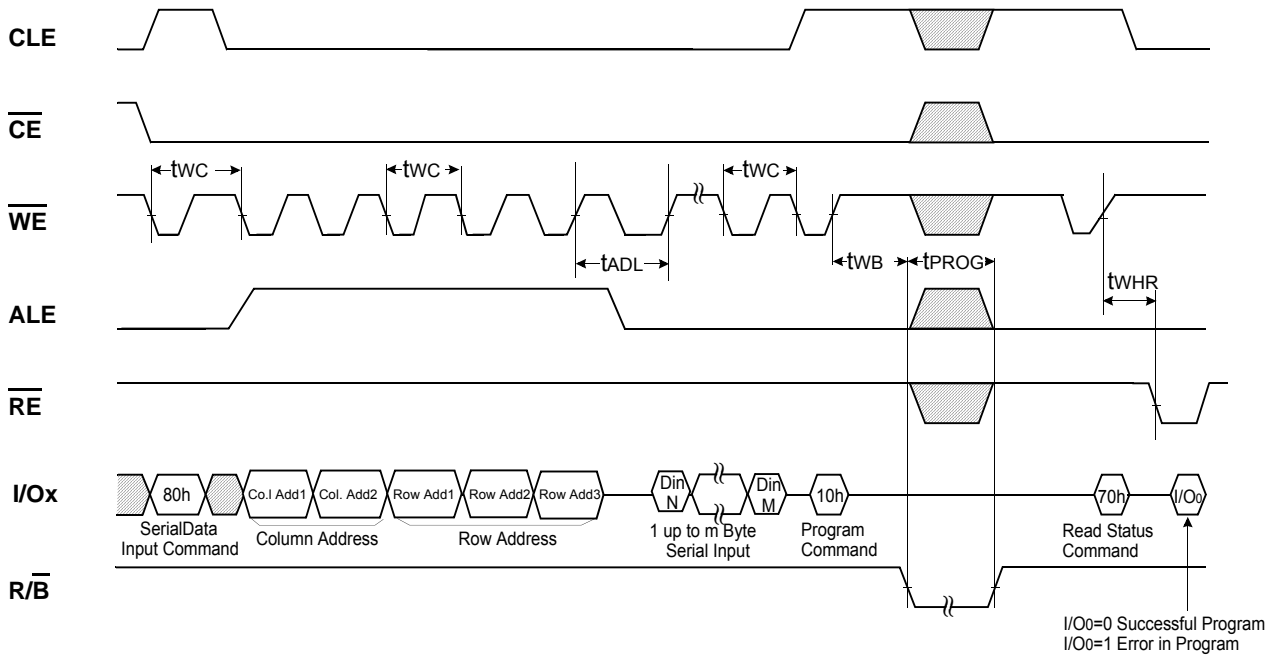 CLE
CE
tWC
tWC
tWC
WE
tADL
tWB
tPROG
tWHR
ALE
RE
I/Ox
80h
Co.l Add1
Col. Add2
Row Add1
Row Add2
Row Add3
Din
N
Din
M
10h
70h
I/O0
SerialData
Input Command
Column Address
Row Address
1 up to m Byte
Serial Input
Program
Command
Read Status
Command
R/B
I/O0=0 Successful Program
I/O0=1 Error in Program